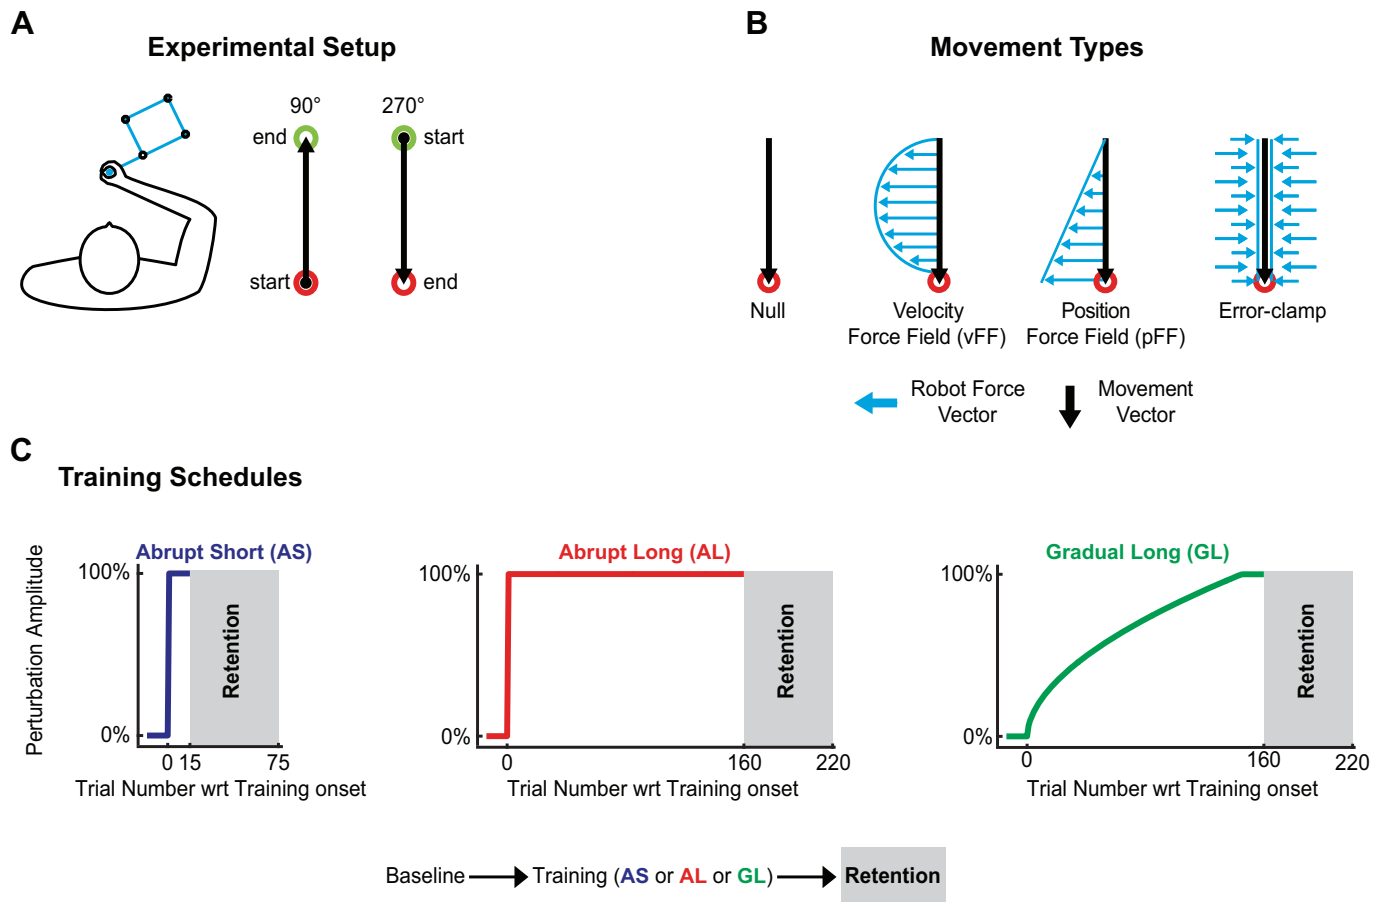 A
Experimental Setup
90°
270°
end
start
start
end
B
Movement Types
Null
Velocity
Force Field (vFF)
Position
Force Field (pFF)
Error-clamp
Robot Force
Vector
Movement
Vector
C
Training Schedules
Perturbation Amplitude
Abrupt Short (AS)
100%
0%
Retention
0 15 75
Trial Number wrt Training onset
Abrupt Long (AL)
100%
0%
Retention
0 160 220
Trial Number wrt Training onset
Gradual Long (GL)
100%
0%
Retention
0 160 220
Trial Number wrt Training onset
Baseline Training (AS or AL or GL) Retention